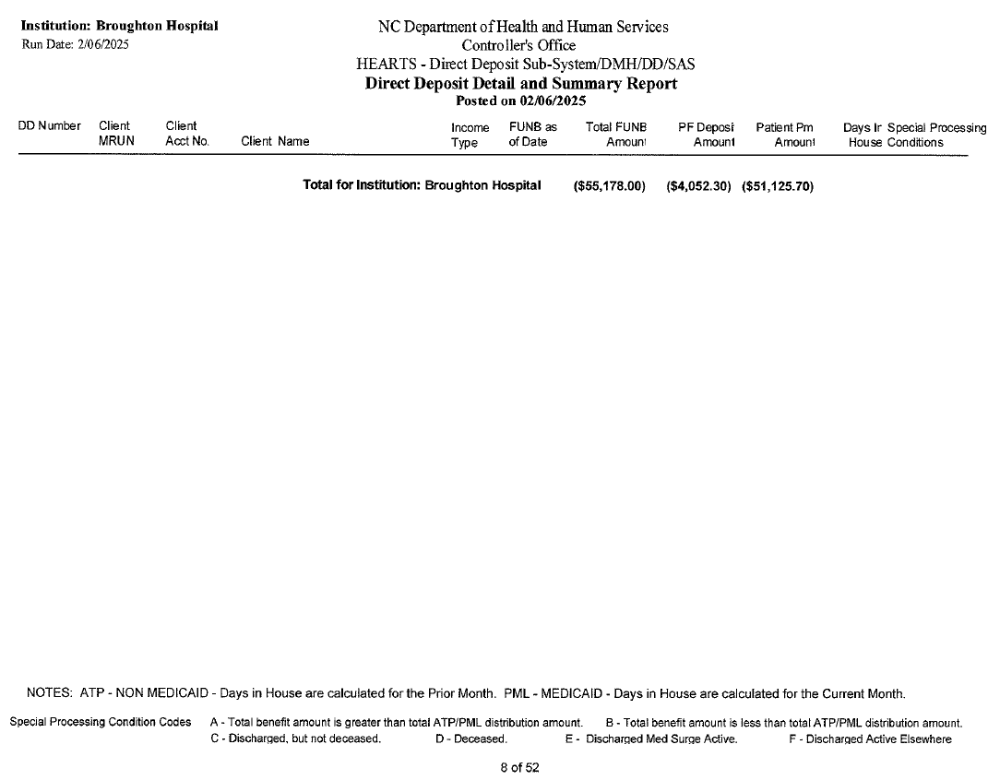 Institution: Broughton Hospital
Run Date: 2/06/2025
NC Department of Health and Human Services
Controller's Office
HEARTS - Direct Deposit Sub-System/DMH/DD/SAS
Direct Deposit Detail and Summary Report
Posted on 02/06/2025
DD Number Client MRUN Client Acct No. Client Name Income Type FUNB as of Date Total FUNB Amount PF Deposi Amount Patient Pm Amount Days In House Special Processing Conditions
Total for Institution: Broughton Hospital ($55,178.00) ($4,052.30) ($51,125.70)
NOTES: ATP - NON MEDICAID - Days in House are calculated for the Prior Month. PML - MEDICAID - Days in House are calculated for the Current Month.
Special Processing Condition Codes A - Total benefit amount is greater than total ATP/PML distribution amount. B - Total benefit amount is less than total ATP/PML distribution amount.
C - Discharged, but not deceased. D - Deceased. E - Discharged Med Surge Active. F - Discharged Active Elsewhere
8 of 52